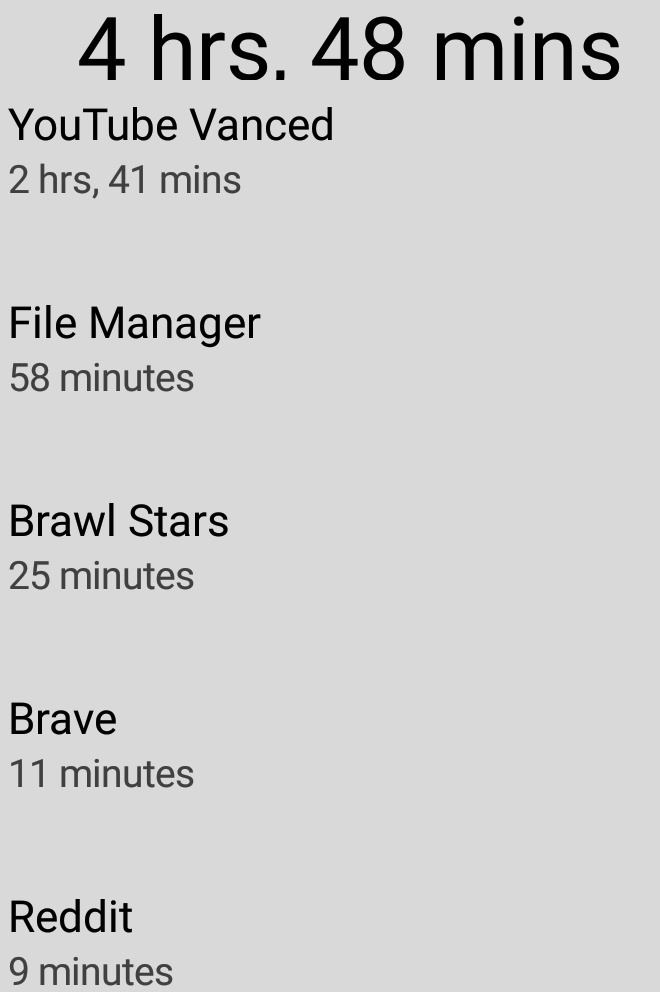 4 hrs. 48 mins
YouTube Vanced
2 hrs, 41 mins
File Manager
58 minutes
Brawl Stars
25 minutes
Brave
11 minutes
Reddit
9 minutes